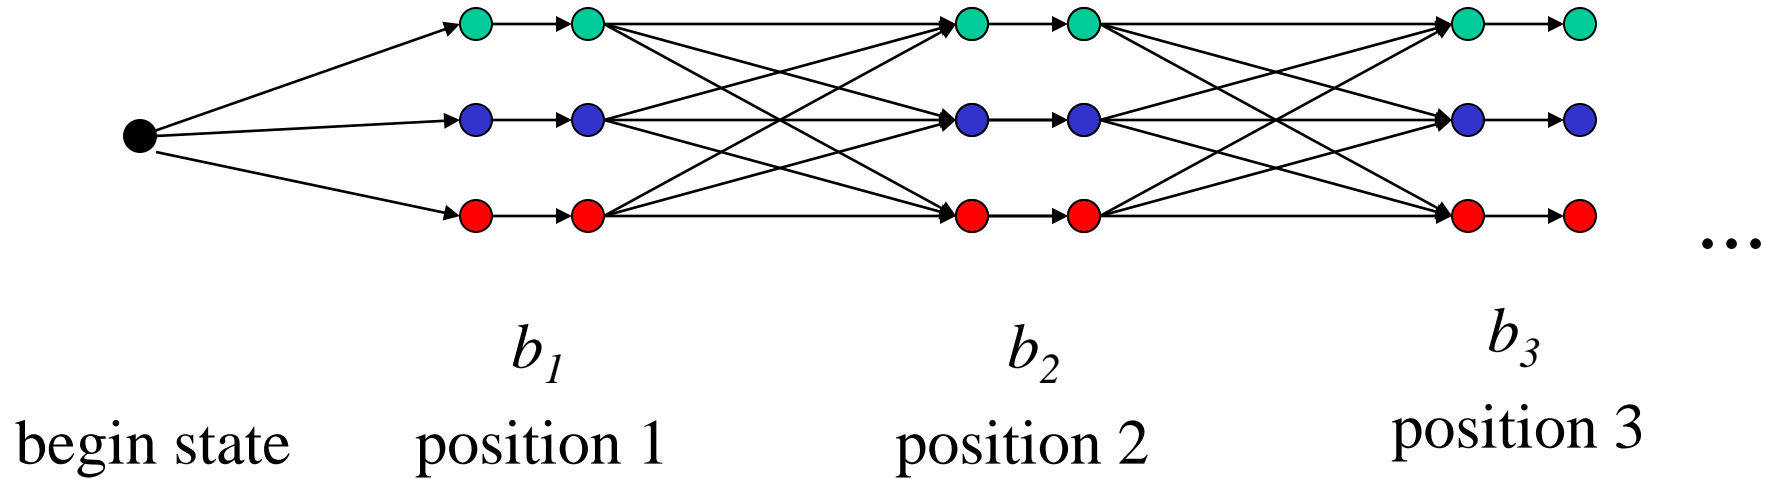 ...
b1
b2
b3
begin state
position 1
position 2
position 3